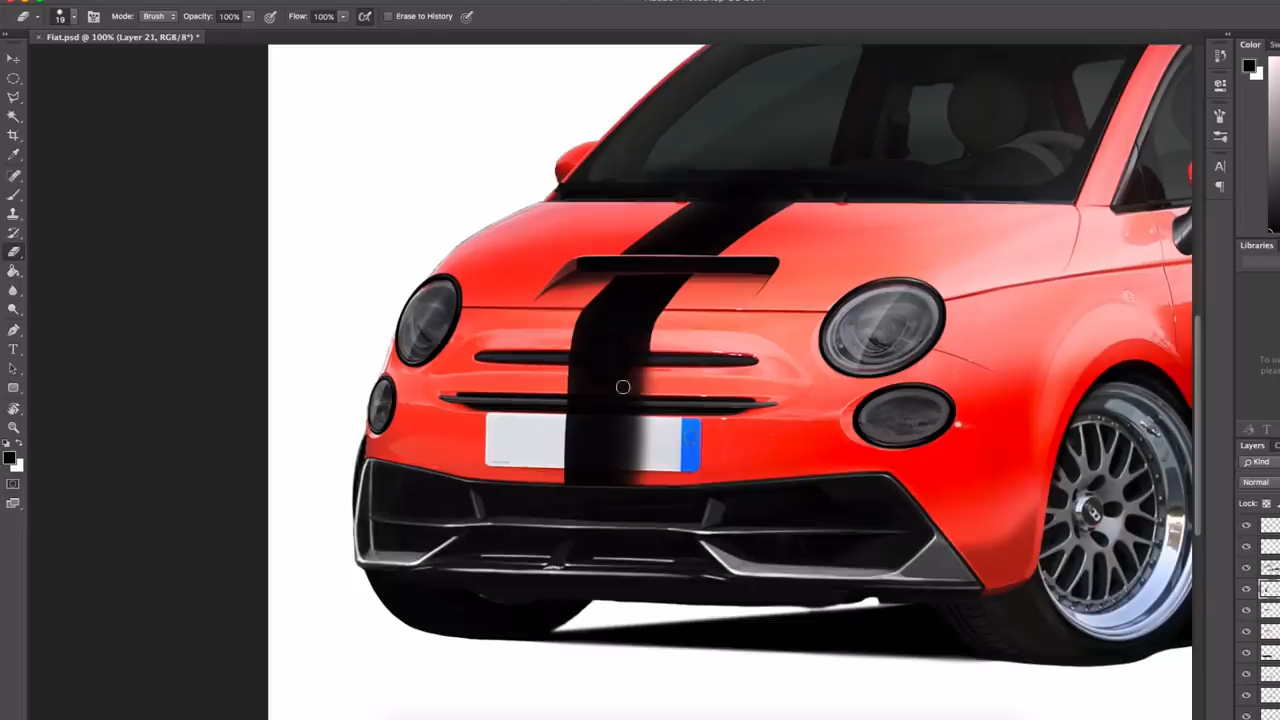 19 Mode: Brush Opacity: 100% Flow: 100% Erase to History
× Fiat.psd @ 100% (Layer 21, RGB/8*) *
Color
Libraries
To
Layers
Kind
Normal
Lock: